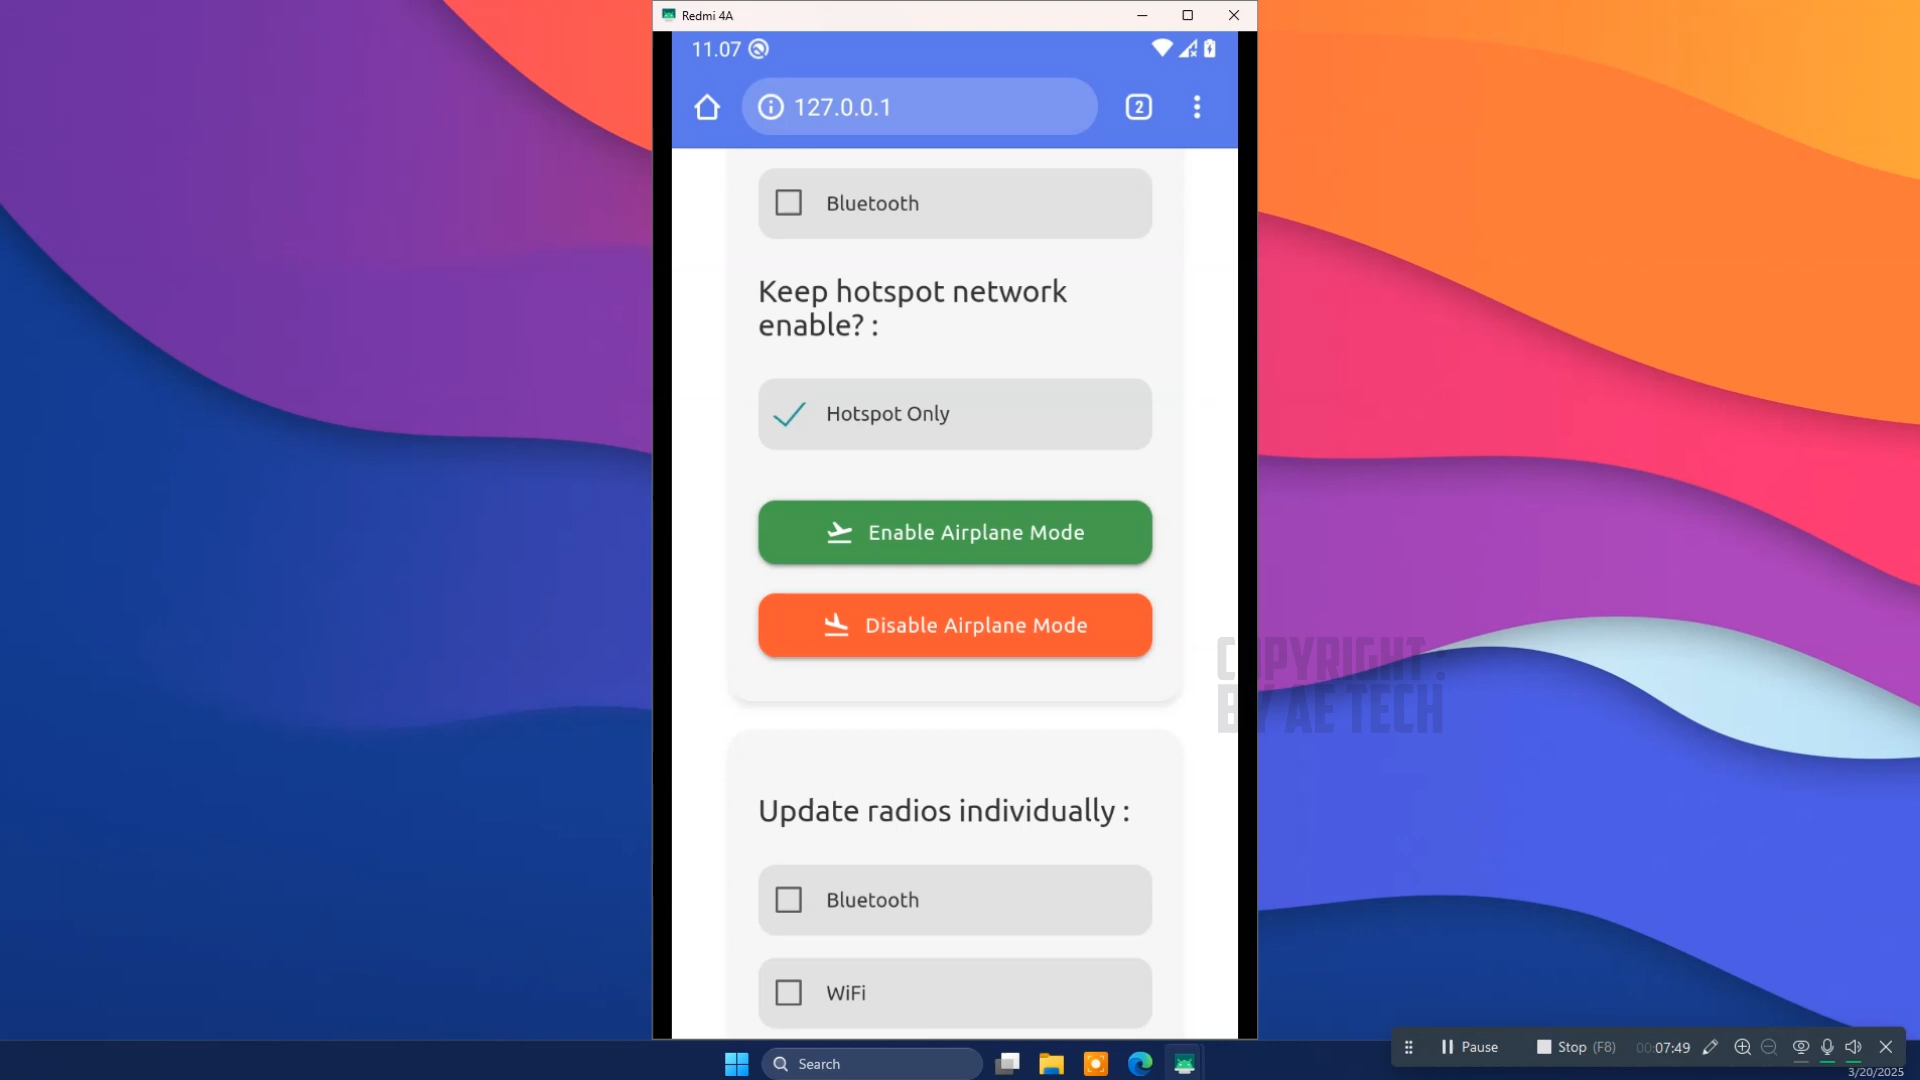 Redmi 4A
11.07
127.0.0.1
2
Bluetooth
Keep hotspot network
enable? :
Hotspot Only
Enable Airplane Mode
Disable Airplane Mode
COPYRIGHT :
BY AE TECH
Update radios individually :
Bluetooth
WiFi
Search
Pause
Stop (F8)
00:07:49
3/20/2025